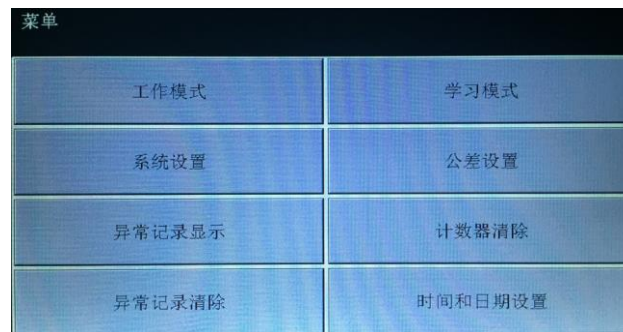 菜单
工作模式
学习模式
系统设置
公差设置
异常记录显示
计数器清除
异常记录清除
时间和日期设置